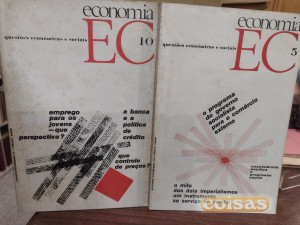 economia
EC
questões económicas e sociais
10
emprego
para os
jovens
—que
perspectiva?
a banca
e a
política
de
crédito
que
controlo
de preços?
economia
EC
questões económicas e sociais
5
o programa
do governo
socialista
para o comércio
externo
o mito
dos dois imperialismos
um instrumento
ao serviço
coisas